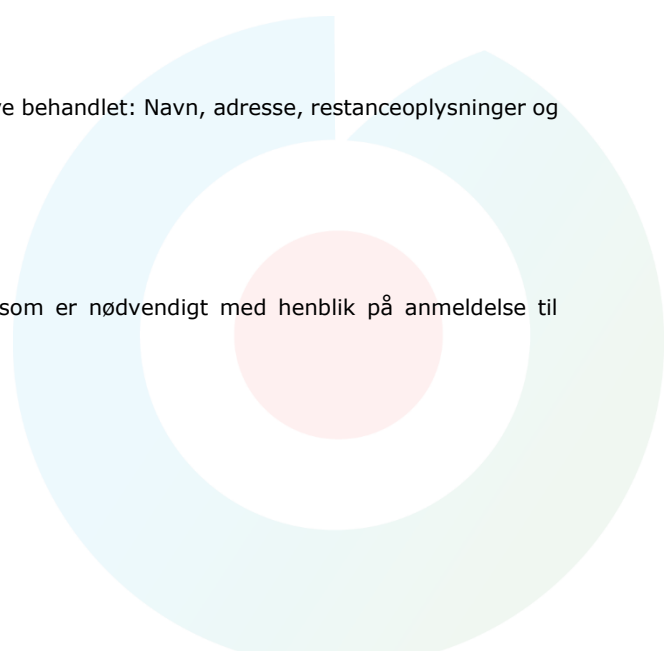 behandlet: Navn, adresse, restanceoplysninger og
som er nødvendigt med henblik på anmeldelse til